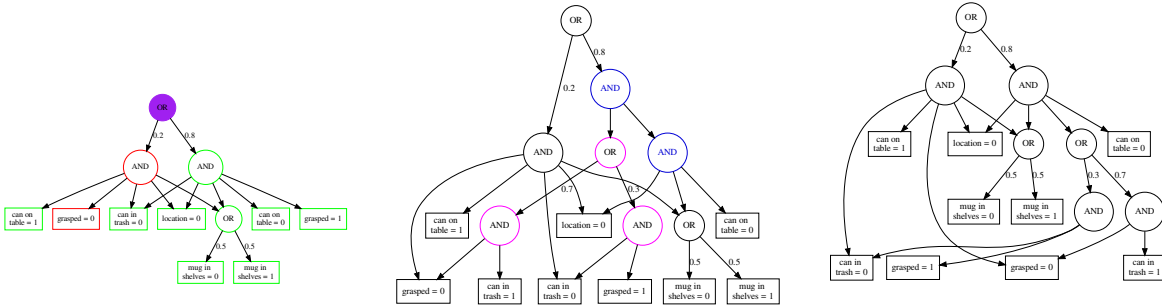 OR
0.2
0.8
AND
AND
can on
table = 1
grasped = 0
can in
trash = 0
location = 0
OR
can on
table = 0
grasped = 1
0.5
0.5
mug in
shelves = 0
mug in
shelves = 1
OR
0.8
0.2
AND
AND
OR
AND
0.7
0.3
can on
table = 1
AND
location = 0
AND
OR
can on
table = 0
0.5
0.5
grasped = 0
can in
trash = 1
can in
trash = 0
grasped = 1
mug in
shelves = 0
mug in
shelves = 1
OR
0.2
0.8
AND
AND
can on
table = 1
location = 0
OR
OR
can on
table = 0
0.5
0.5
0.3
0.7
mug in
shelves = 0
mug in
shelves = 1
AND
AND
can in
trash = 0
grasped = 1
grasped = 0
can in
trash = 1